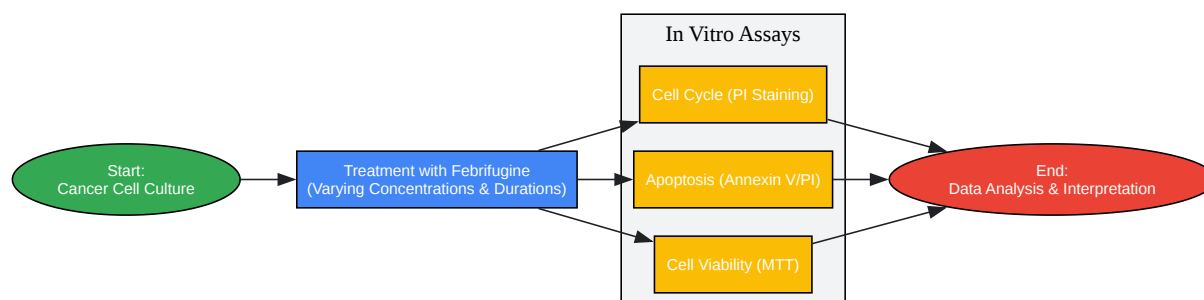 Start:
Cancer Cell Culture
Treatment with Febrifugine
(Varying Concentrations & Durations)
In Vitro Assays
Cell Cycle (PI Staining)
Apoptosis (Annexin V/PI)
Cell Viability (MTT)
End:
Data Analysis & Interpretation